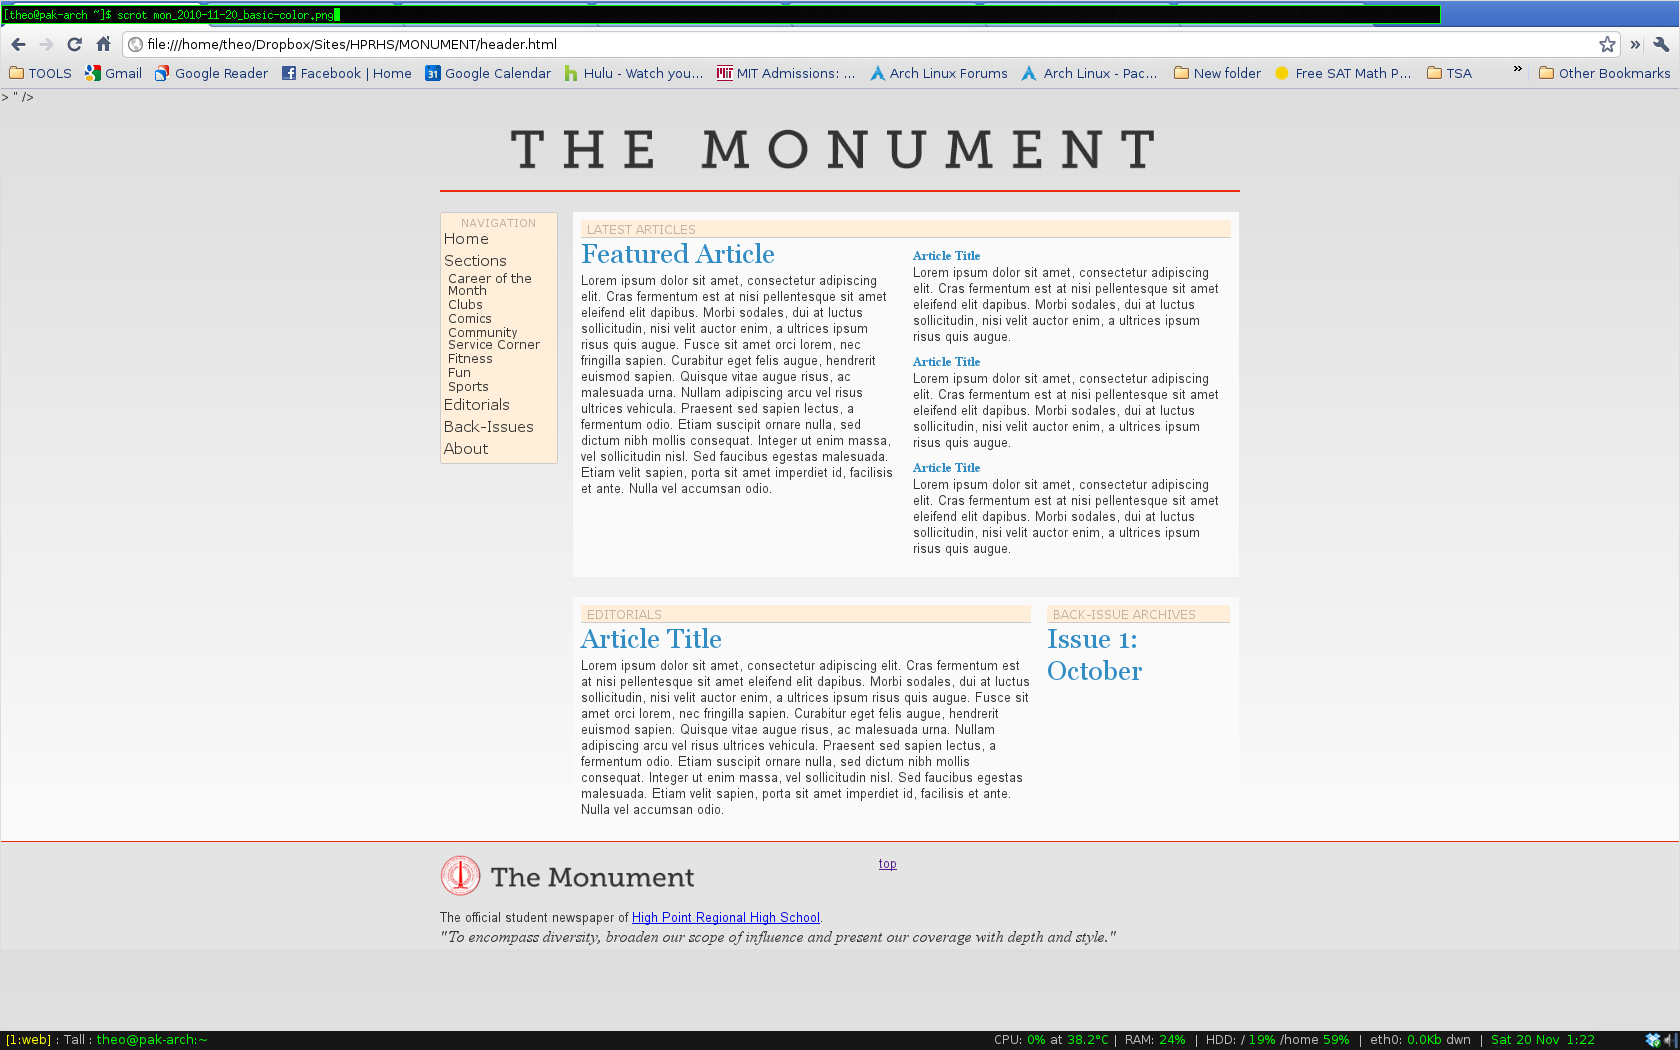 [theo@pak-arch ~]$ scrot mon_2010-11-20_basic-color.png
file:///home/theo/Dropbox/Sites/HPRHS/MONUMENT/header.html
TOOLS Gmail Google Reader Facebook | Home 31 Google Calendar Hulu - Watch you... MIT Admissions: ... Arch Linux Forums Arch Linux - Pac... New folder Free SAT Math P... TSA » Other Bookmarks
> " />
THE MONUMENT
NAVIGATION
Home
Sections
Career of the
Month
Clubs
Comics
Community
Service Corner
Fitness
Fun
Sports
Editorials
Back-Issues
About
LATEST ARTICLES
Featured Article
Lorem ipsum dolor sit amet, consectetur adipiscing
elit. Cras fermentum est at nisi pellentesque sit amet
eleifend elit dapibus. Morbi sodales, dui at luctus
sollicitudin, nisi velit auctor enim, a ultrices ipsum
risus quis augue. Fusce sit amet orci lorem, nec
fringilla sapien. Curabitur eget felis augue, hendrerit
euismod sapien. Quisque vitae augue risus, ac
malesuada urna. Nullam adipiscing arcu vel risus
ultrices vehicula. Praesent sed sapien lectus, a
fermentum odio. Etiam suscipit ornare nulla, sed
dictum nibh mollis consequat. Integer ut enim massa,
vel sollicitudin nisl. Sed faucibus egestas malesuada.
Etiam velit sapien, porta sit amet imperdiet id, facilisis
et ante. Nulla vel accumsan odio.
Article Title
Lorem ipsum dolor sit amet, consectetur adipiscing
elit. Cras fermentum est at nisi pellentesque sit amet
eleifend elit dapibus. Morbi sodales, dui at luctus
sollicitudin, nisi velit auctor enim, a ultrices ipsum
risus quis augue.
Article Title
Lorem ipsum dolor sit amet, consectetur adipiscing
elit. Cras fermentum est at nisi pellentesque sit amet
eleifend elit dapibus. Morbi sodales, dui at luctus
sollicitudin, nisi velit auctor enim, a ultrices ipsum
risus quis augue.
Article Title
Lorem ipsum dolor sit amet, consectetur adipiscing
elit. Cras fermentum est at nisi pellentesque sit amet
eleifend elit dapibus. Morbi sodales, dui at luctus
sollicitudin, nisi velit auctor enim, a ultrices ipsum
risus quis augue.
EDITORIALS
Article Title
Lorem ipsum dolor sit amet, consectetur adipiscing elit. Cras fermentum est
at nisi pellentesque sit amet eleifend elit dapibus. Morbi sodales, dui at luctus
sollicitudin, nisi velit auctor enim, a ultrices ipsum risus quis augue. Fusce sit
amet orci lorem, nec fringilla sapien. Curabitur eget felis augue, hendrerit
euismod sapien. Quisque vitae augue risus, ac malesuada urna. Nullam
adipiscing arcu vel risus ultrices vehicula. Praesent sed sapien lectus, a
fermentum odio. Etiam suscipit ornare nulla, sed dictum nibh mollis
consequat. Integer ut enim massa, vel sollicitudin nisl. Sed faucibus egestas
malesuada. Etiam velit sapien, porta sit amet imperdiet id, facilisis et ante.
Nulla vel accumsan odio.
BACK-ISSUE ARCHIVES
Issue 1:
October
The Monument
top
The official student newspaper of High Point Regional High School.
"To encompass diversity, broaden our scope of influence and present our coverage with depth and style."
[1:web] : Tall : theo@pak-arch:~ CPU: 0% at 38.2°C | RAM: 24% | HDD: / 19% /home 59% | eth0: 0.0Kb dwn | Sat 20 Nov 1:22